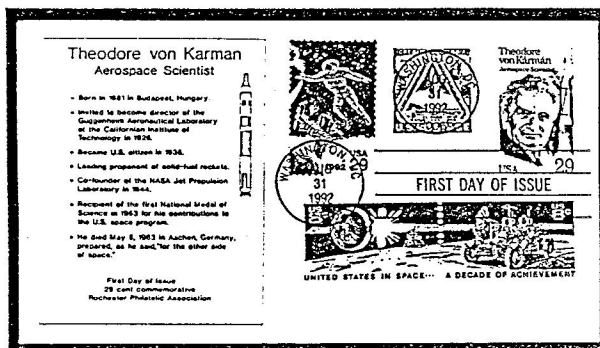 Theodore von Karman
Aerospace Scientist
• Born in 1881 in Budapest, Hungary.
• Invited to become director of the
Guggenheim Aeronautical Laboratory
at the Californian Institute of
Technology in 1926.
• Became U.S. citizen in 1936.
• Leading proponent of solid-fuel rockets.
• Co-founder of the NASA Jet Propulsion
Laboratory in 1944.
• Recipient of the first National Medal of
Science in 1963 for his contributions to
the U.S. space program.
• He died May 6, 1963 in Aachen, Germany,
prepared, as he said, "for the other side
of space."
First Day of Issue
29 cent commemorative
Rochester Philatelic Association
WASHINGTON, D
31
1992
Theodore
von Kármán
Aerospace Scientist
USA 29
USA
29
WASHINGTON,
31
1992
FIRST DAY OF ISSUE
UNITED STATES IN SPACE... A DECADE OF ACHIEVEMENT